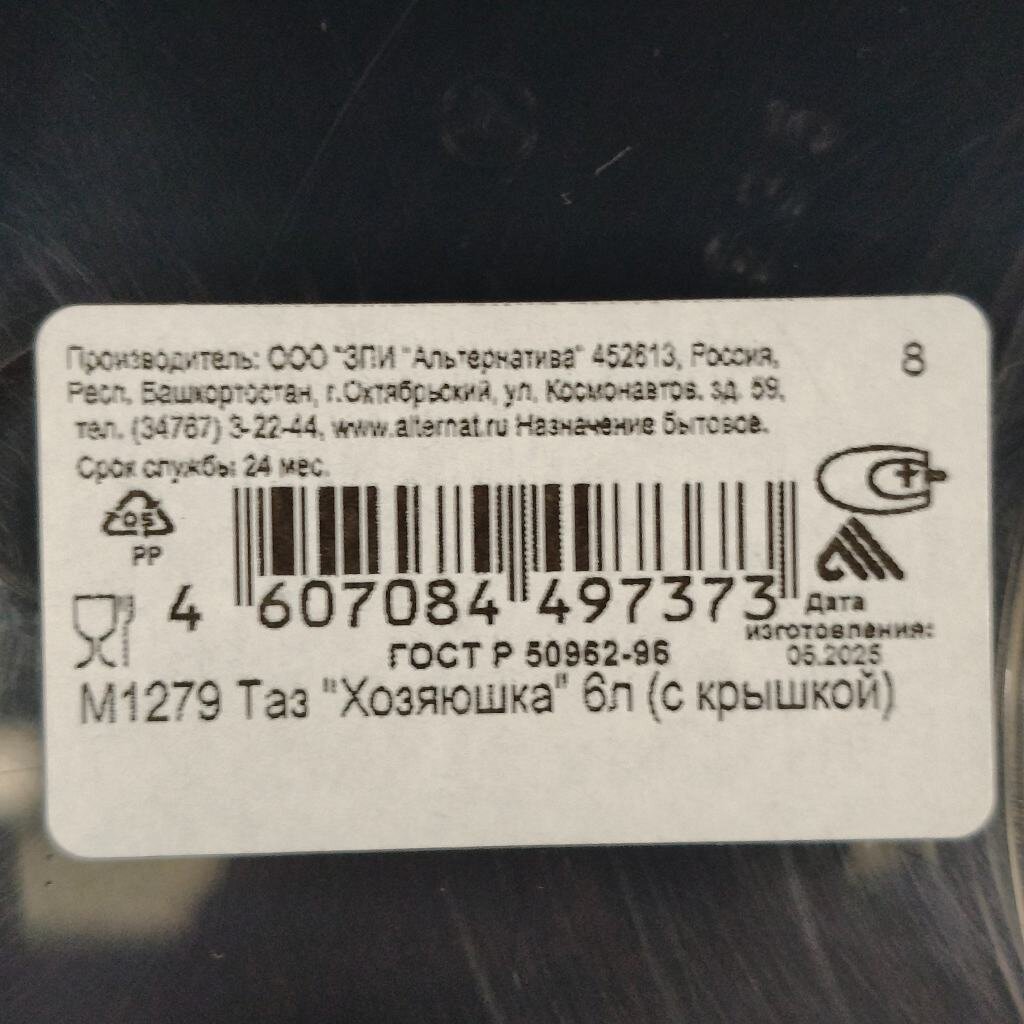 Производитель: ООО "ЗПИ "Альтернатива" 452613, Россия,
8
Респ. Башкортостан, г.Октябрьский, ул. Космонавтов, зд. 59,
тел. (34767) 3-22-44, www.alternat.ru Назначение бытовое.
Срок службы 24 мес.
05
PP
4 607084 497373
Дата
изготовления:
05.2025
ГОСТ Р 50962-96
М1279 Таз "Хозяюшка" 6л (с крышкой)